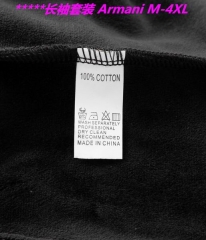 *****长袖套装 Armani M-4XL
100% COTTON
WASH SEPARATELY
PROFESSIONAL
DRY CLEAN
RECOMMENDED
MADE IN CHINA